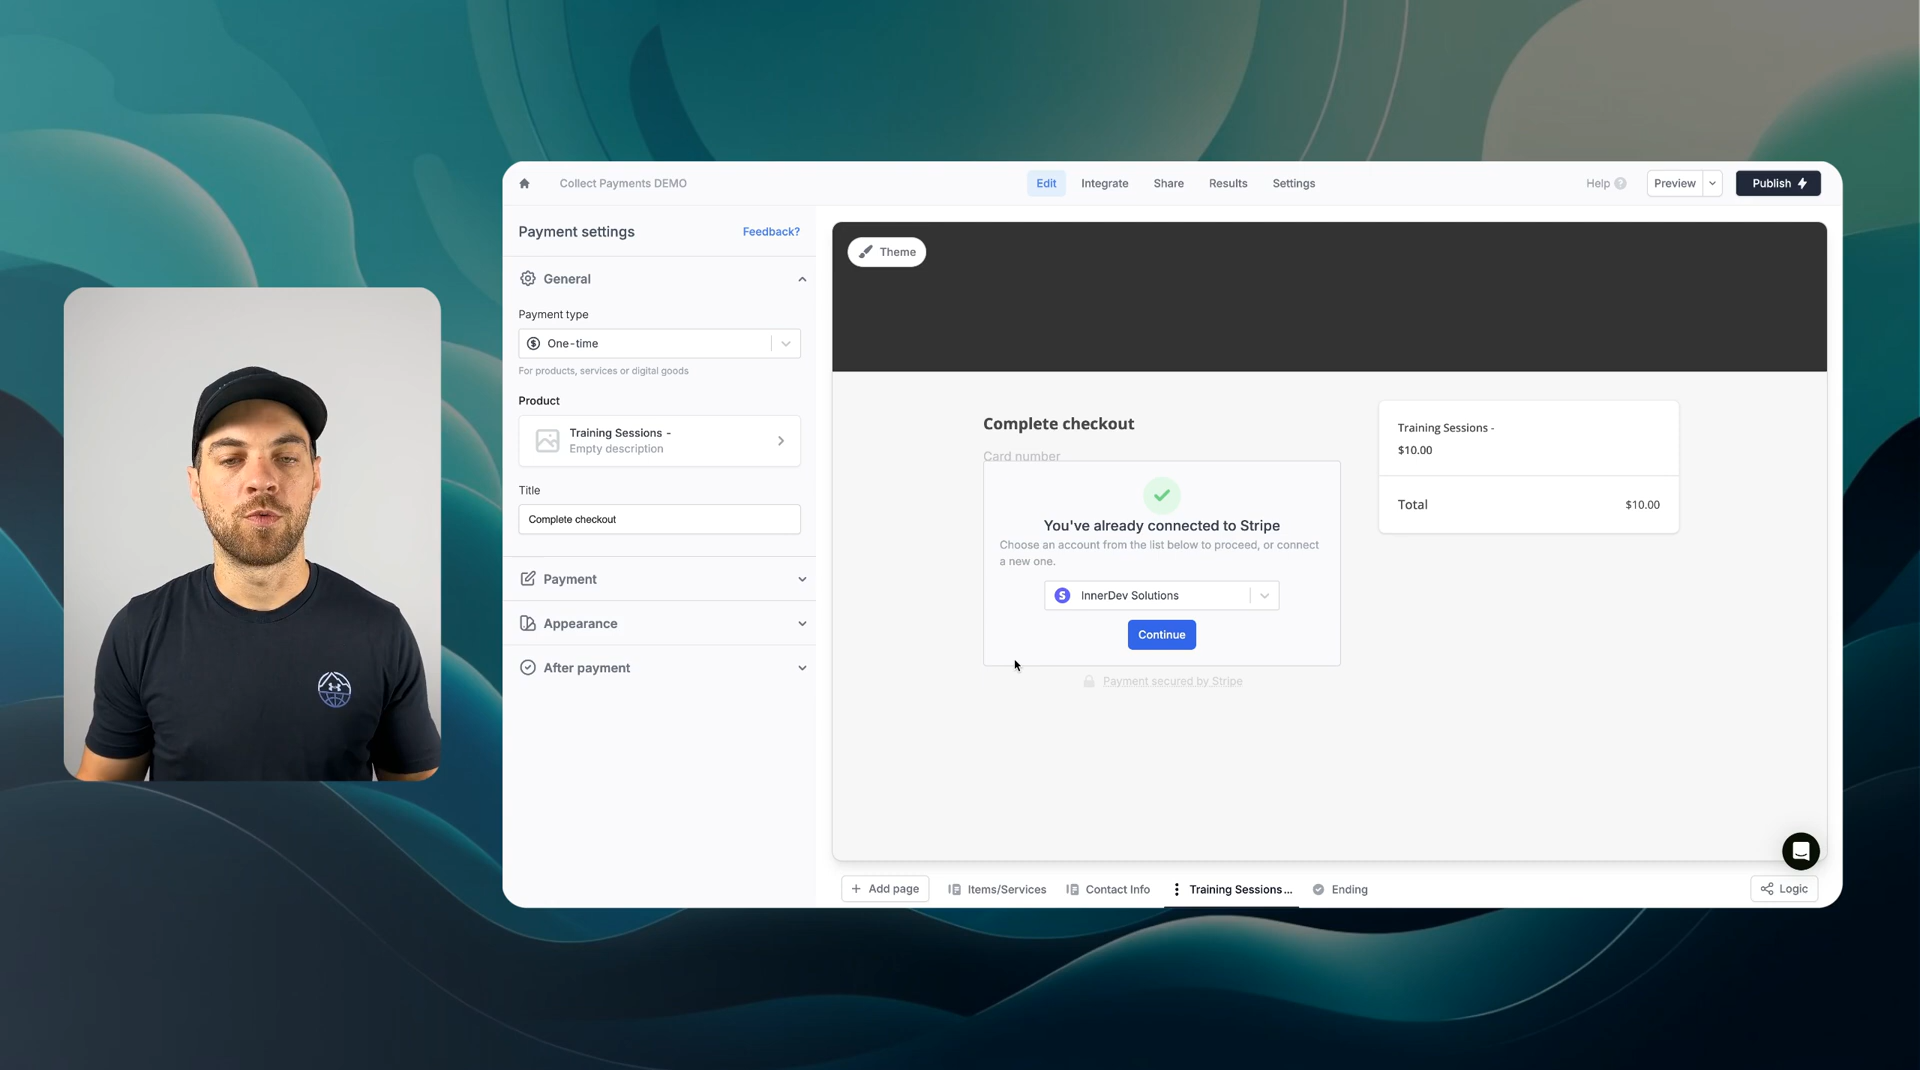 Collect Payments DEMO
Edit
Integrate
Share
Results
Settings
Help
Preview
Publish
Payment settings
Feedback?
General
Payment type
One-time
For products, services or digital goods
Product
Training Sessions -
Empty description
Title
Complete checkout
Payment
Appearance
After payment
Theme
Complete checkout
Card number
You've already connected to Stripe
Choose an account from the list below to proceed, or connect
a new one.
S
InnerDev Solutions
Continue
Payment secured by Stripe
Training Sessions -
$10.00
Total $10.00
+ Add page
Items/Services
Contact Info
Training Sessions...
Ending
Logic